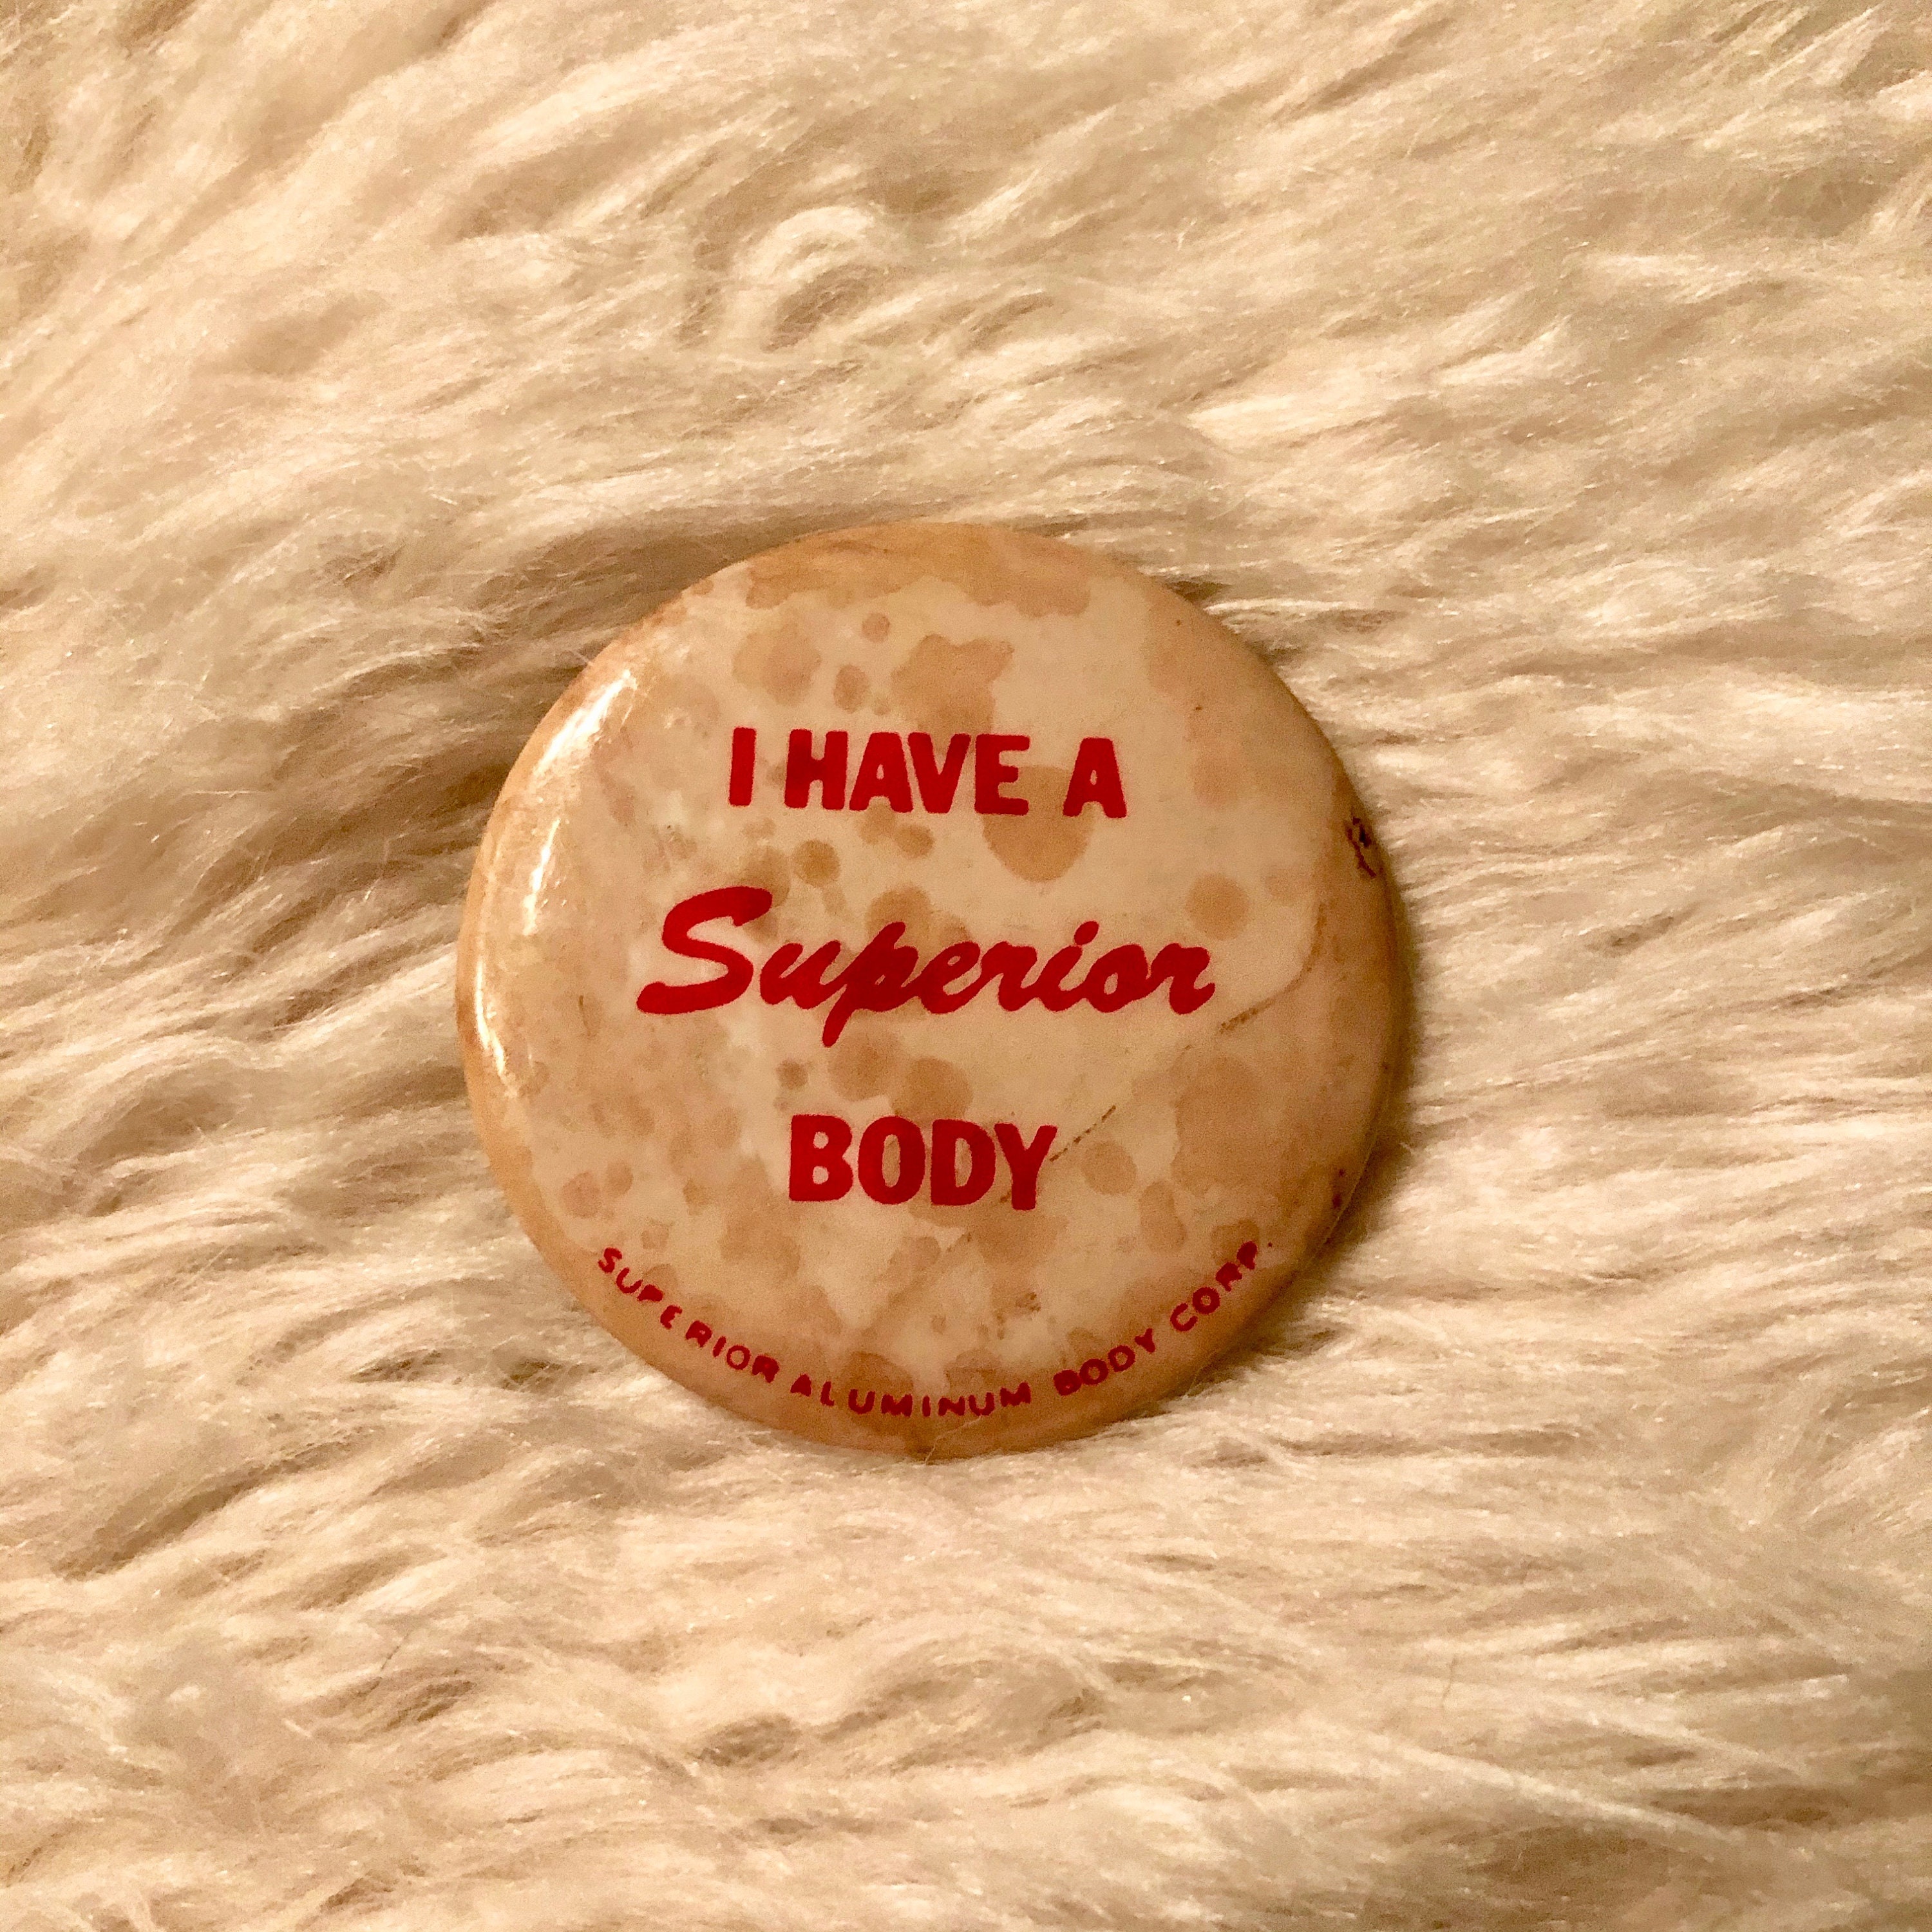 I HAVE A
Superior
BODY
SUPERIOR ALUMINUM BODY CORP.